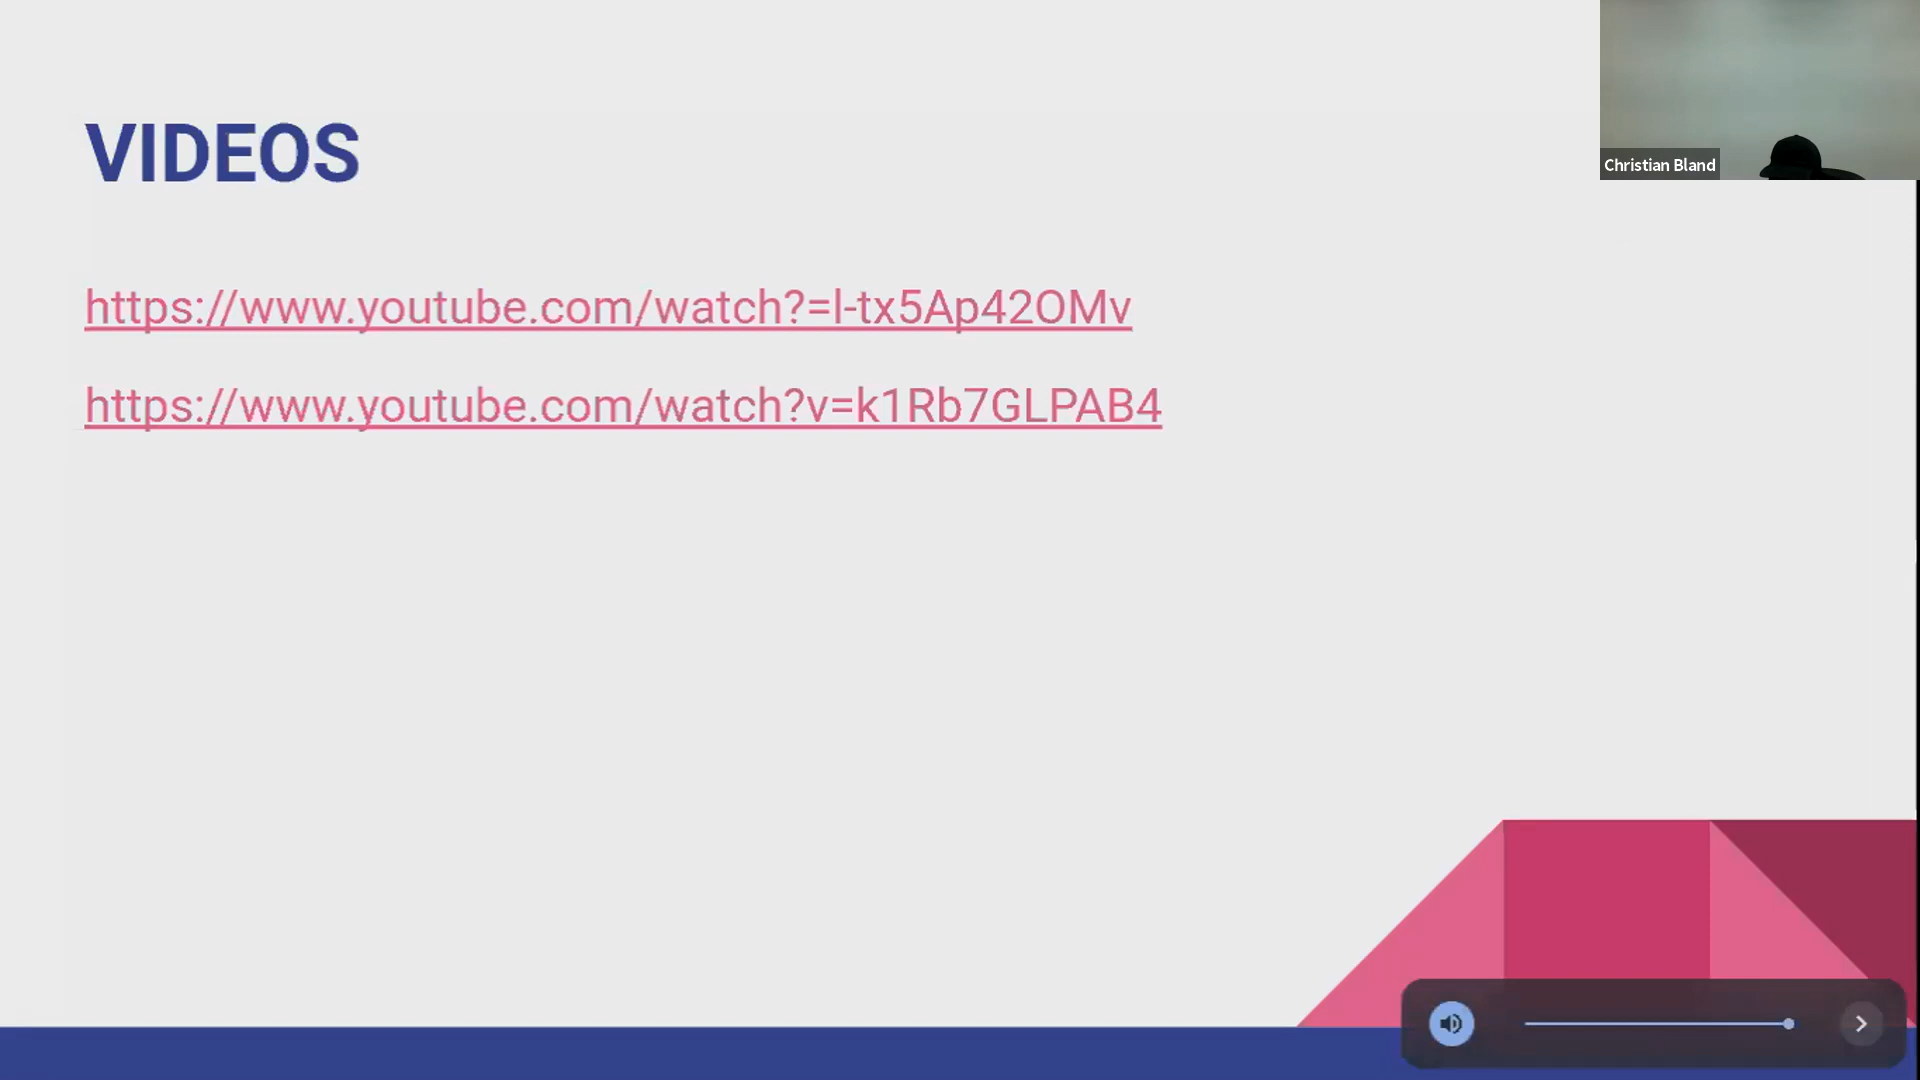 VIDEOS
https://www.youtube.com/watch?=l-tx5Ap42OMv
https://www.youtube.com/watch?v=k1Rb7GLPAB4
Christian Bland